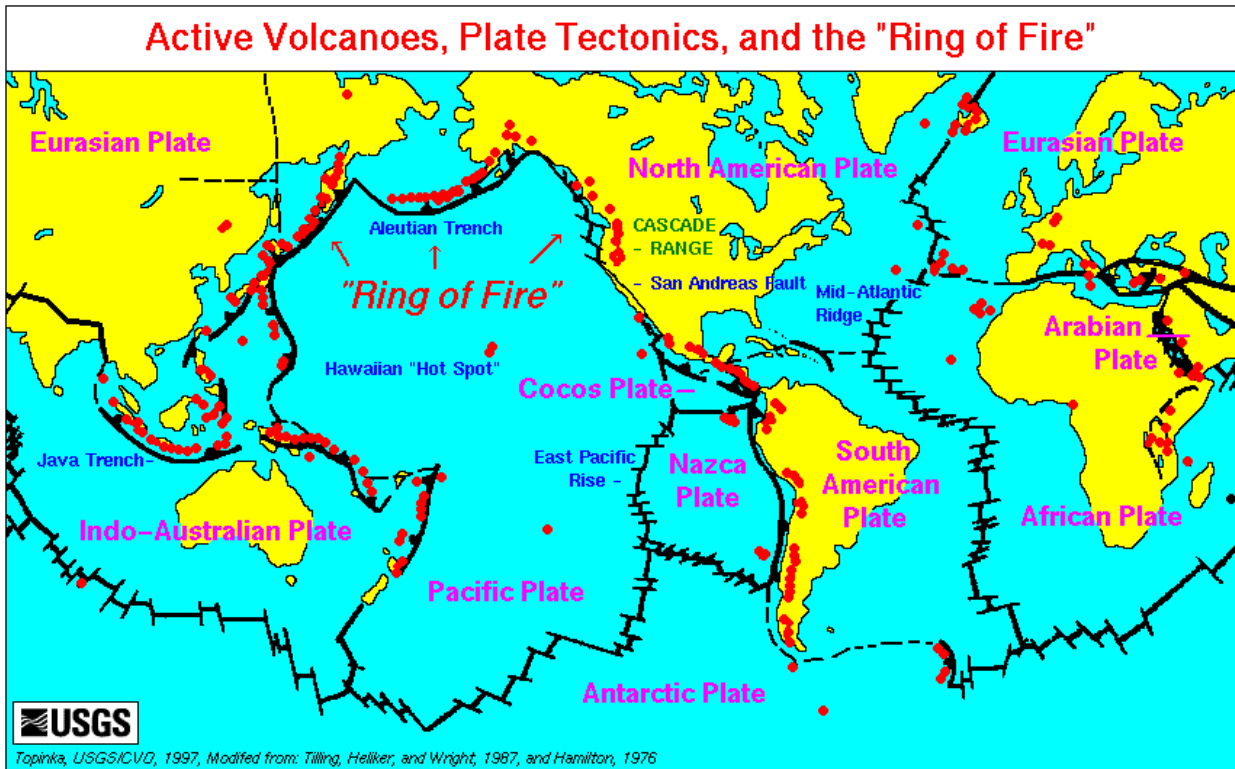 Active Volcanoes, Plate Tectonics, and the "Ring of Fire"
Eurasian Plate
North American Plate
Eurasian Plate
Aleutian Trench
CASCADE
- RANGE
"Ring of Fire"
- San Andreas Fault
Mid-Atlantic
Ridge
Arabian
Plate
Hawaiian "Hot Spot"
Cocos Plate-
Java Trench-
East Pacific
Rise -
Nazca
Plate
South
American
Plate
Indo-Australian Plate
African Plate
Pacific Plate
Antarctic Plate
USGS
Topinka, USGS/CVO, 1997, Modifed from: Tilling, Heliker, and Wright, 1987, and Hamilton, 1976